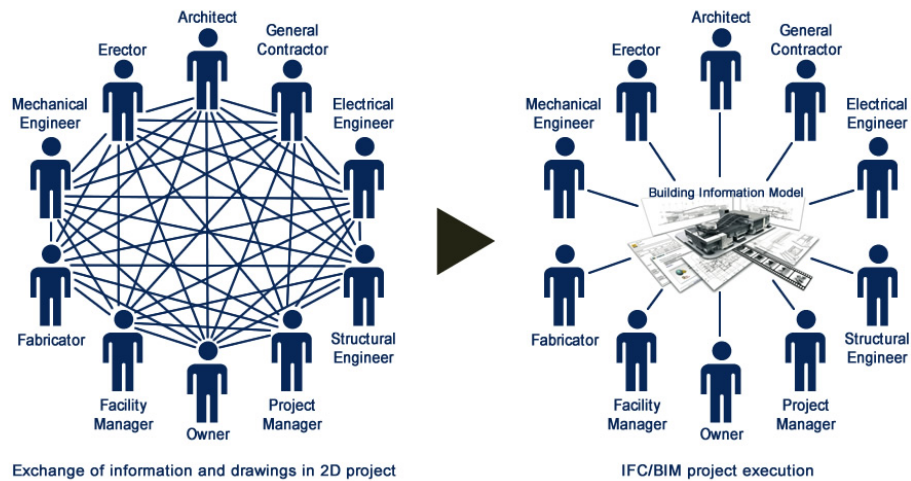 Architect
Erector
General
Contractor
Mechanical
Engineer
Electrical
Engineer
Fabricator
Structural
Engineer
Facility
Manager
Owner
Project
Manager
Exchange of information and drawings in 2D project
Architect
Erector
General
Contractor
Mechanical
Engineer
Electrical
Engineer
Building Information Model
Fabricator
Structural
Engineer
Facility
Manager
Owner
Project
Manager
IFC/BIM project execution